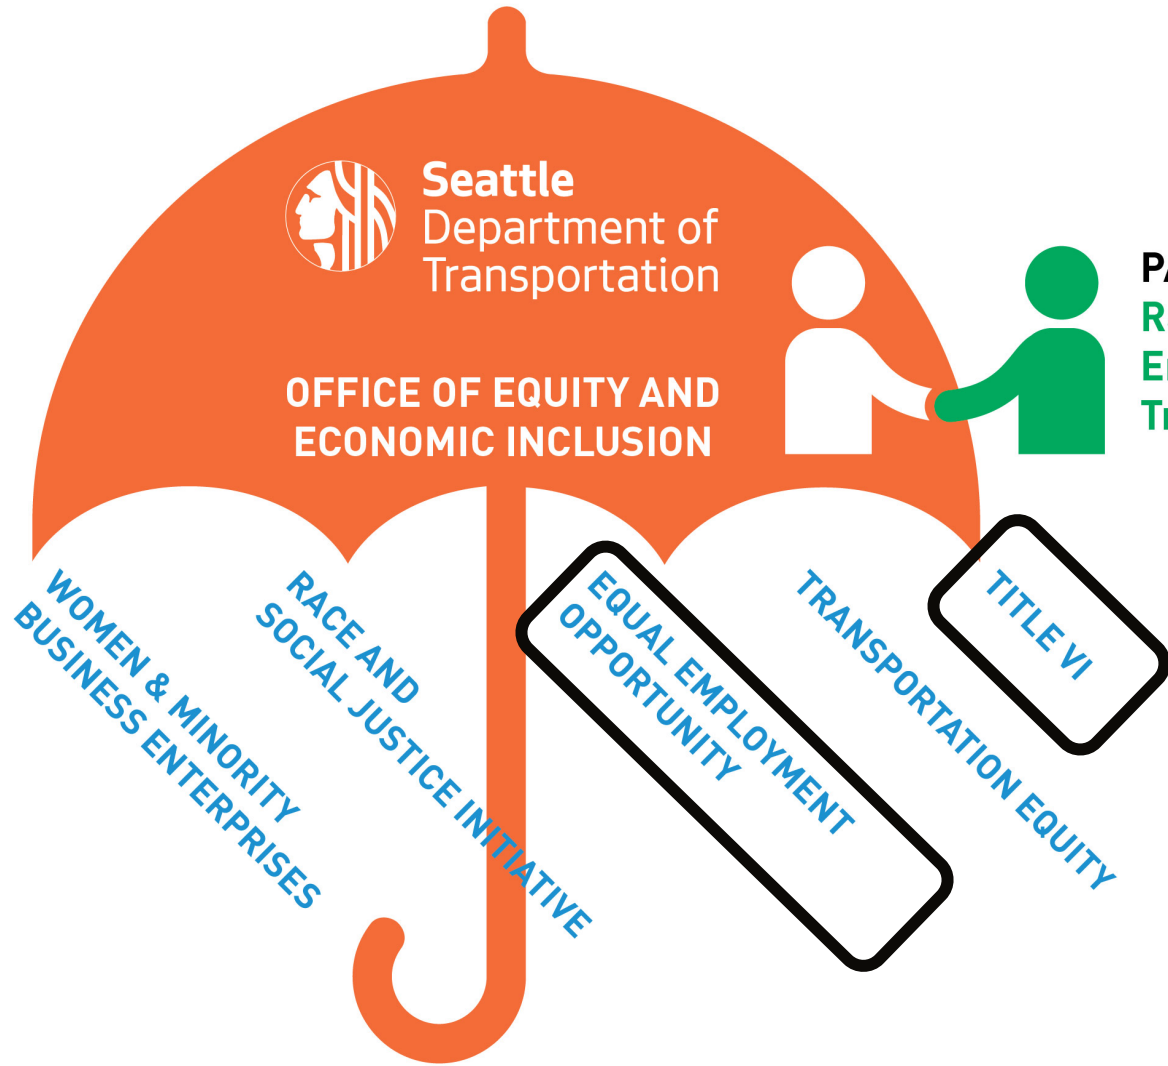 Seattle
Department of
Transportation
OFFICE OF EQUITY AND
ECONOMIC INCLUSION
WOMEN & MINORITY
BUSINESS ENTERPRISES
RACE AND
SOCIAL JUSTICE INITIATIVE
EQUAL EMPLOYMENT
OPPORTUNITY
TRANSPORTATION EQUITY
TITLE VI